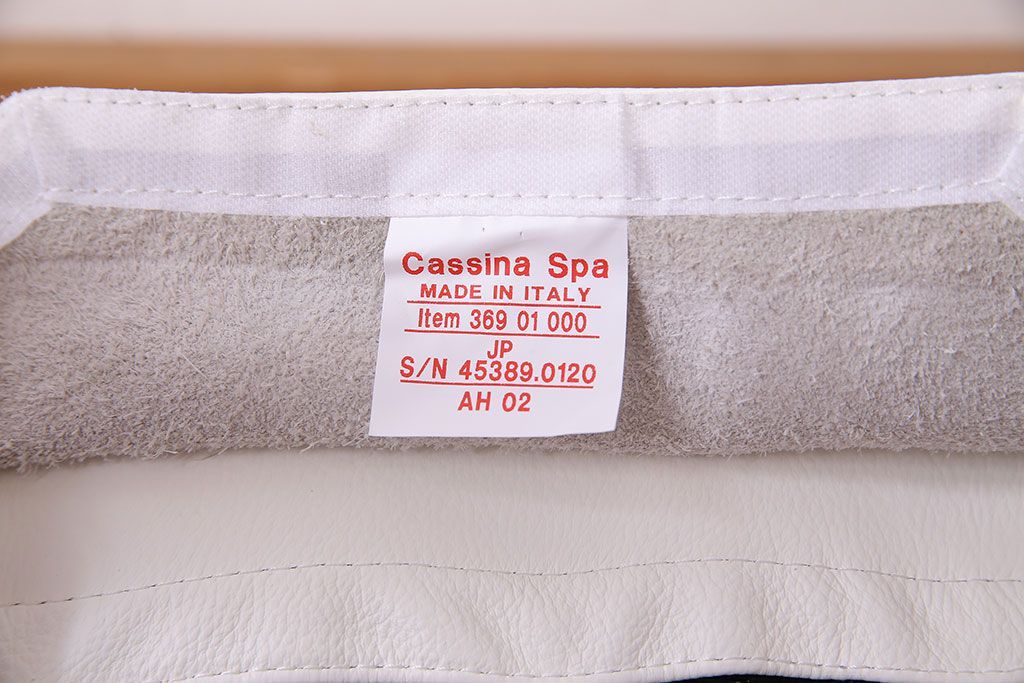 Cassina Spa
MADE IN ITALY
Item 369 01 000
JP
S/N 45389.0120
AH 02